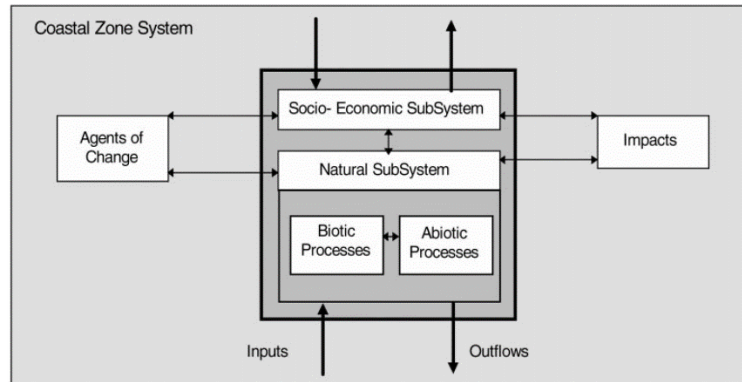 Coastal Zone System
Socio- Economic SubSystem
Agents of
Change
Impacts
Natural SubSystem
Biotic
Processes
Abiotic
Processes
Inputs
Outflows